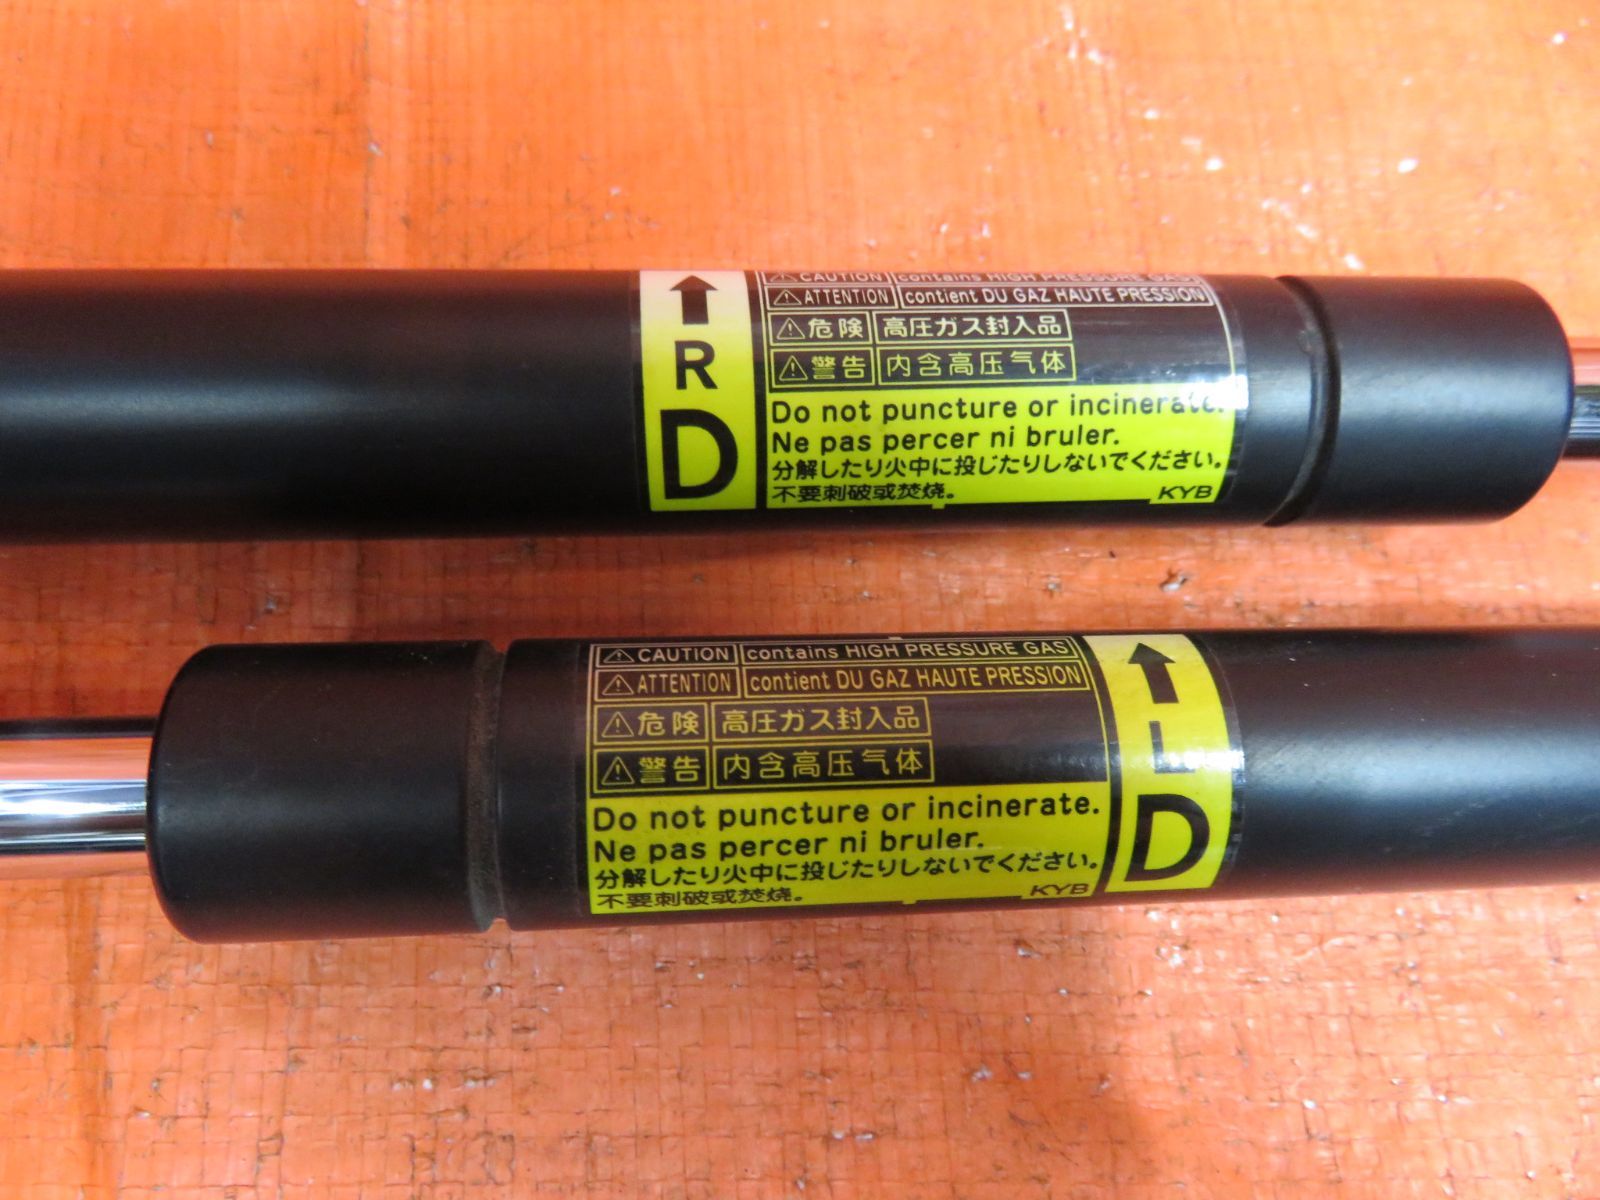 ↑
R
D
⚠CAUTION contains HIGH PRESSURE GAS
⚠ATTENTION contient DU GAZ HAUTE PRESSION
⚠危険 高圧ガス封入品
⚠警告 内含高压气体
Do not puncture or incinerate.
Ne pas percer ni bruler.
分解したり火中に投じたりしないでください。
不要刺破或焚烧。
KYB
⚠CAUTION contains HIGH PRESSURE GAS
⚠ATTENTION contient DU GAZ HAUTE PRESSION
⚠危険 高圧ガス封入品
⚠警告 内含高压气体
Do not puncture or incinerate.
Ne pas percer ni bruler.
分解したり火中に投じたりしないでください。
不要刺破或焚烧。
KYB
↑
L
D